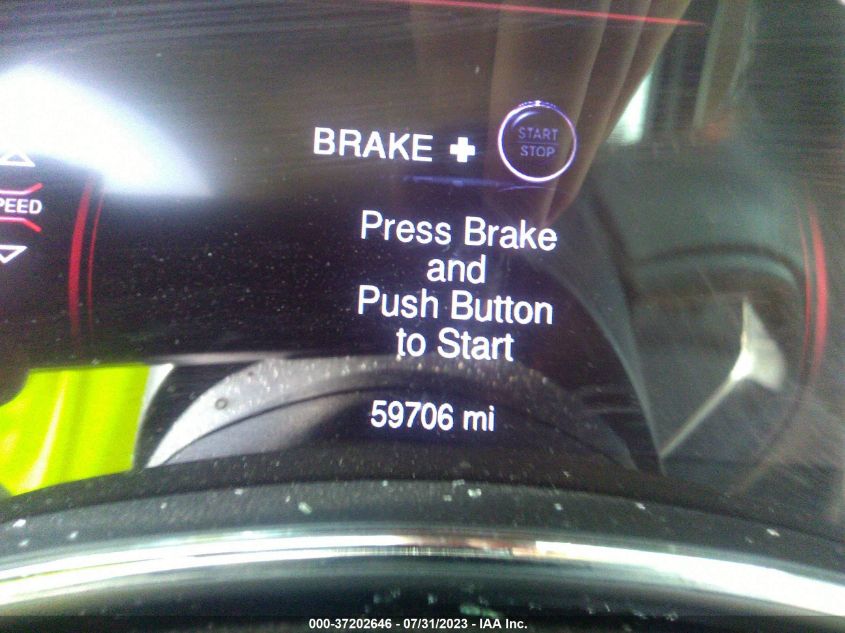 BRAKE + START
STOP
PEED
Press Brake
and
Push Button
to Start
59706 mi
000-37202646 - 07/31/2023 - IAA Inc.